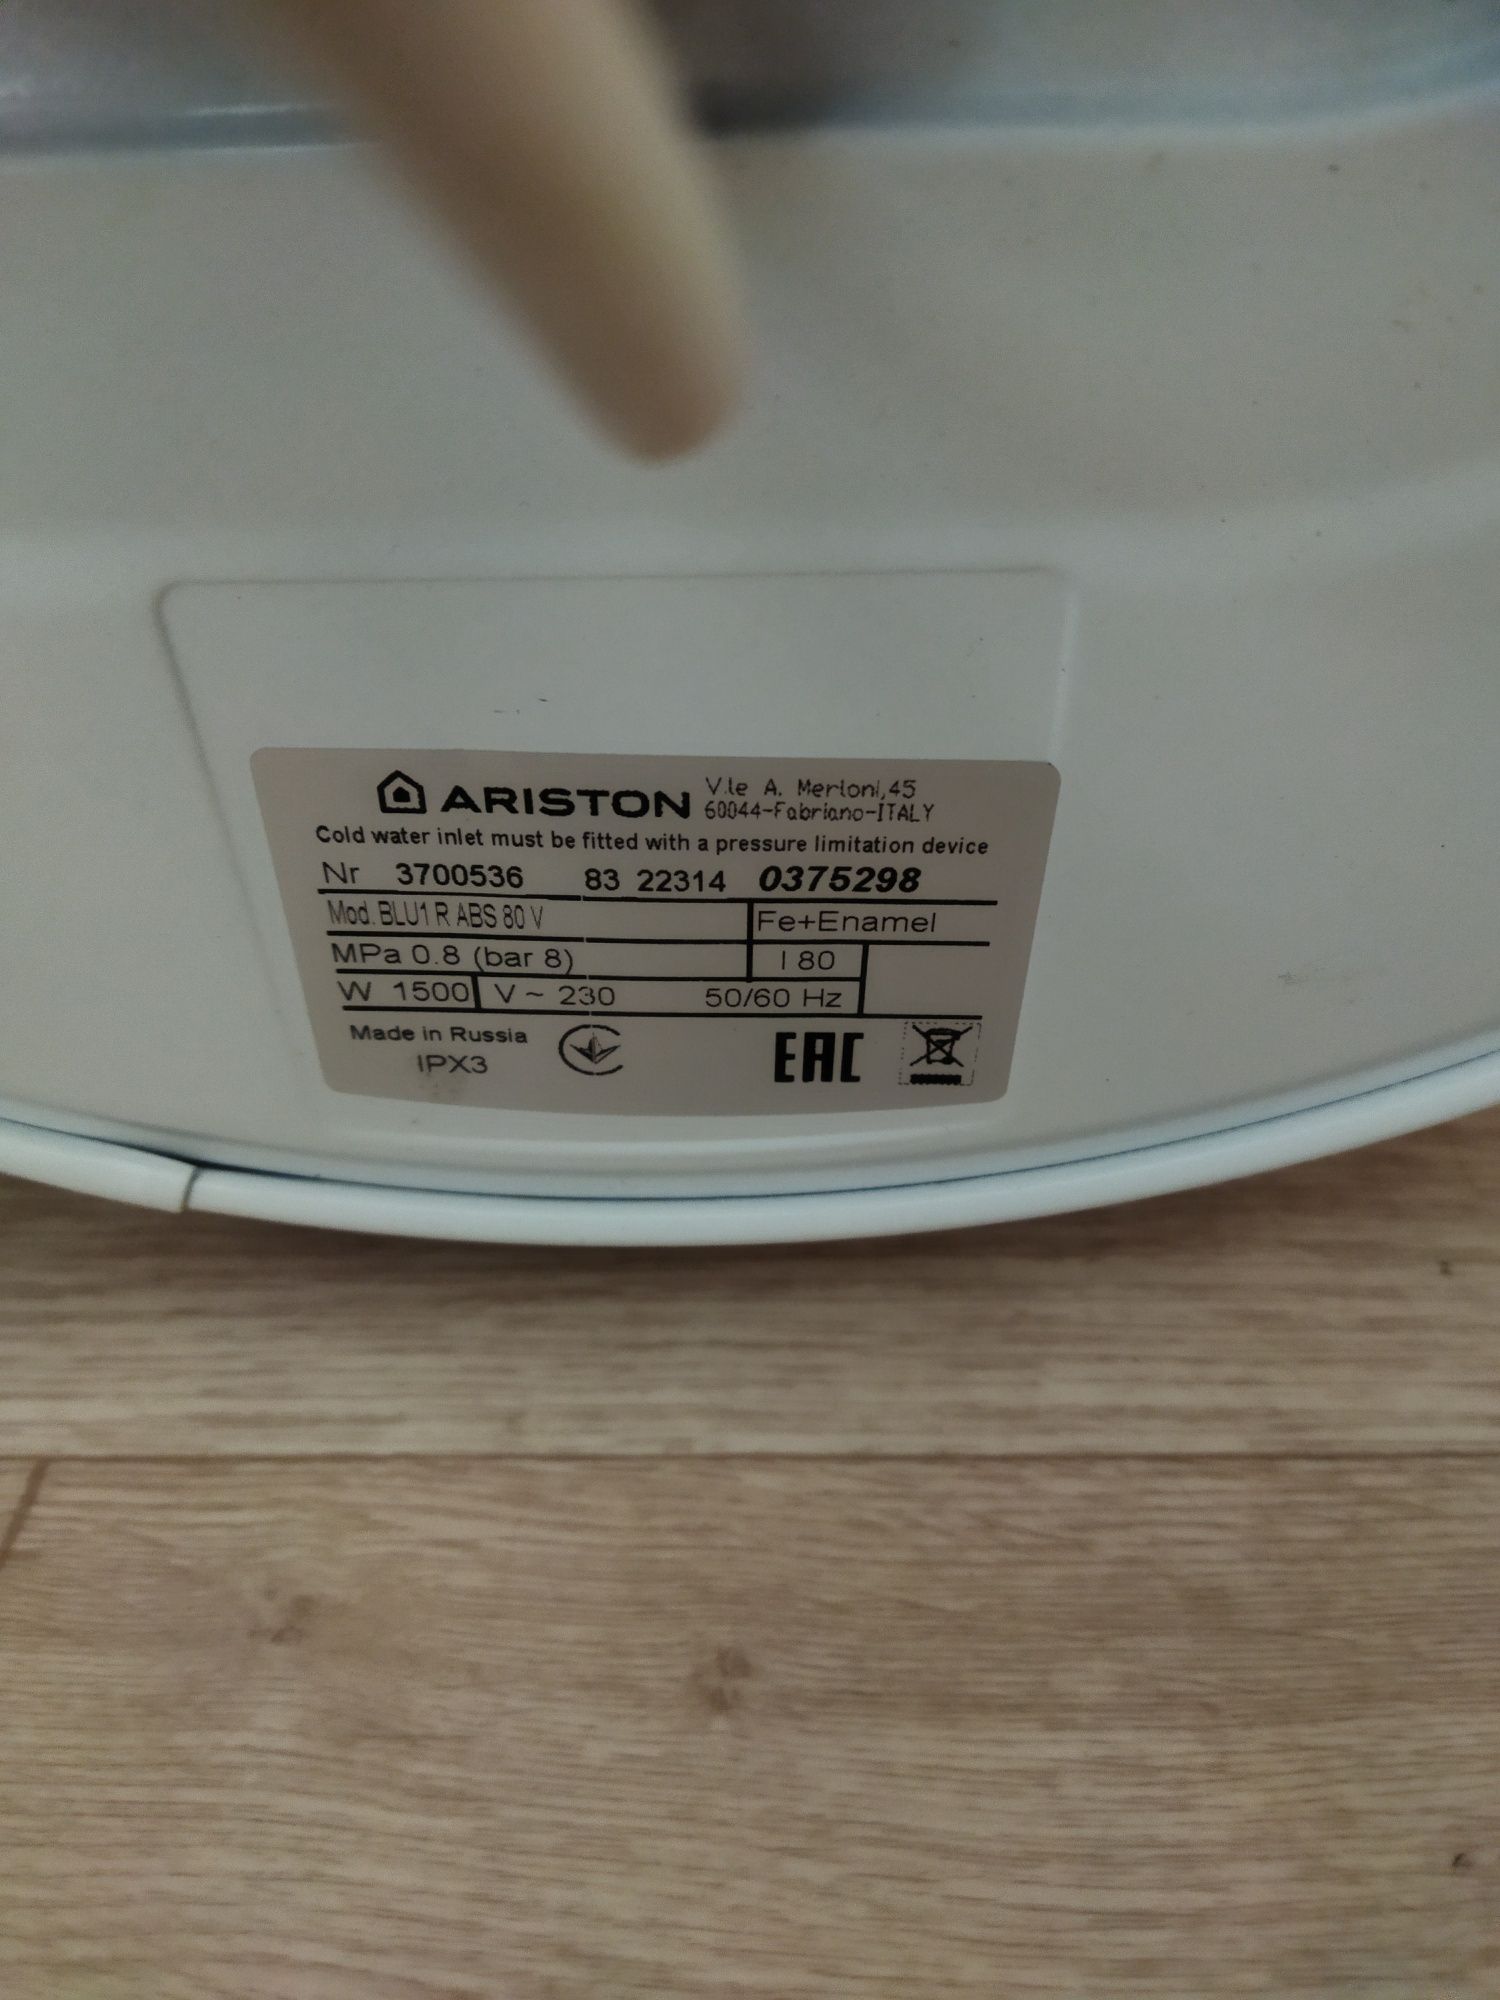 ARISTON V.le A. Merloni,45
60044-Fabriano-ITALY
Cold water inlet must be fitted with a pressure limitation device
Nr 3700536 83 22314 0375298
Mod. BLU1 R ABS 80 V Fe+Enamel
MPa 0.8 (bar 8) l 80
W 1500 V ~ 230 50/60 Hz
Made in Russia
IPX3 EAC